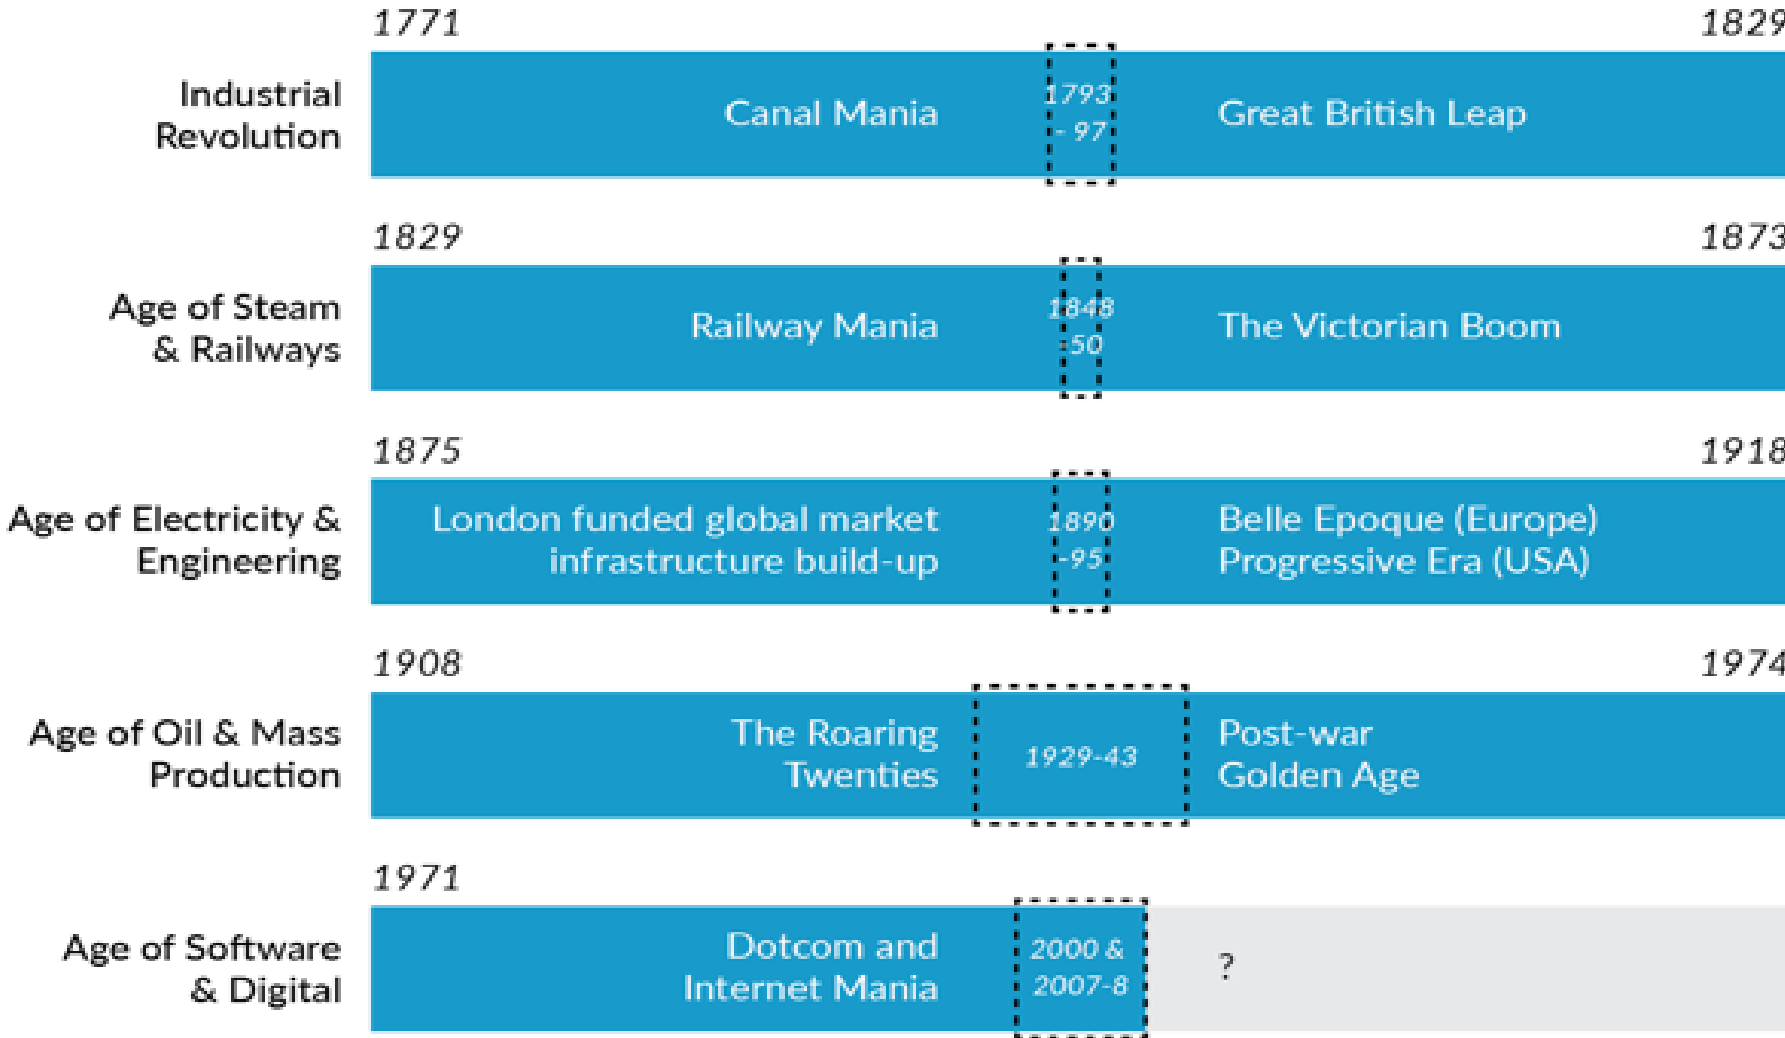 1771
1829
Industrial
Revolution
Canal Mania
1793
- 97
Great British Leap
1829
1873
Age of Steam
& Railways
Railway Mania
1848
-50
The Victorian Boom
1875
1918
Age of Electricity &
Engineering
London funded global market
infrastructure build-up
1890
-95
Belle Epoque (Europe)
Progressive Era (USA)
1908
1974
Age of Oil & Mass
Production
The Roaring
Twenties
1929-43
Post-war
Golden Age
1971
Age of Software
& Digital
Dotcom and
Internet Mania
2000 &
2007-8
?